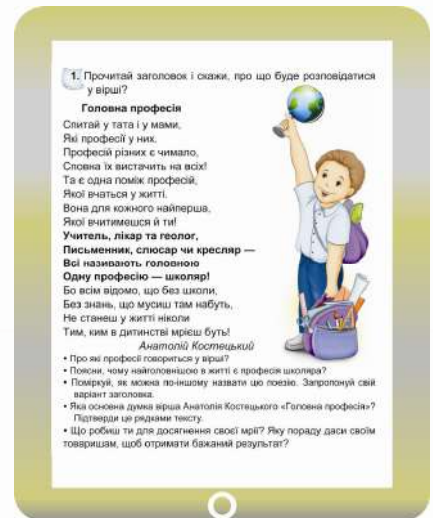 1. Прочитай заголовок і скажи, про що буде розповідатися
у вірші?
Головна професія
Спитай у тата і у мами,
Які професії у них.
Професій різних є чимало,
Сповна їх вистачить на всіх!
Та є одна поміж професій,
Якої вчаться у житті.
Вона для кожного найперша,
Якої вчитимешся й ти!
Учитель, лікар та геолог,
Письменник, слюсар чи кресляр —
Всі називають головною
Одну професію — школяр!
Бо всім відомо, що без школи,
Без знань, що мусиш там набуть,
Не станеш у житті ніколи
Тим, ким в дитинстві мрієш буть!
Анатолій Костецький
• Про які професії говориться у вірші?
• Поясни, чому найголовнішою в житті є професія школяра?
• Поміркуй, як можна по-іншому назвати цю поезію. Запропонуй свій
варіант заголовка.
• Яка основна думка вірша Анатолія Костецького «Головна професія»?
Підтверди це рядками тексту.
• Що робиш ти для досягнення своєї мрії? Яку пораду даси своїм
товаришам, щоб отримати бажаний результат?